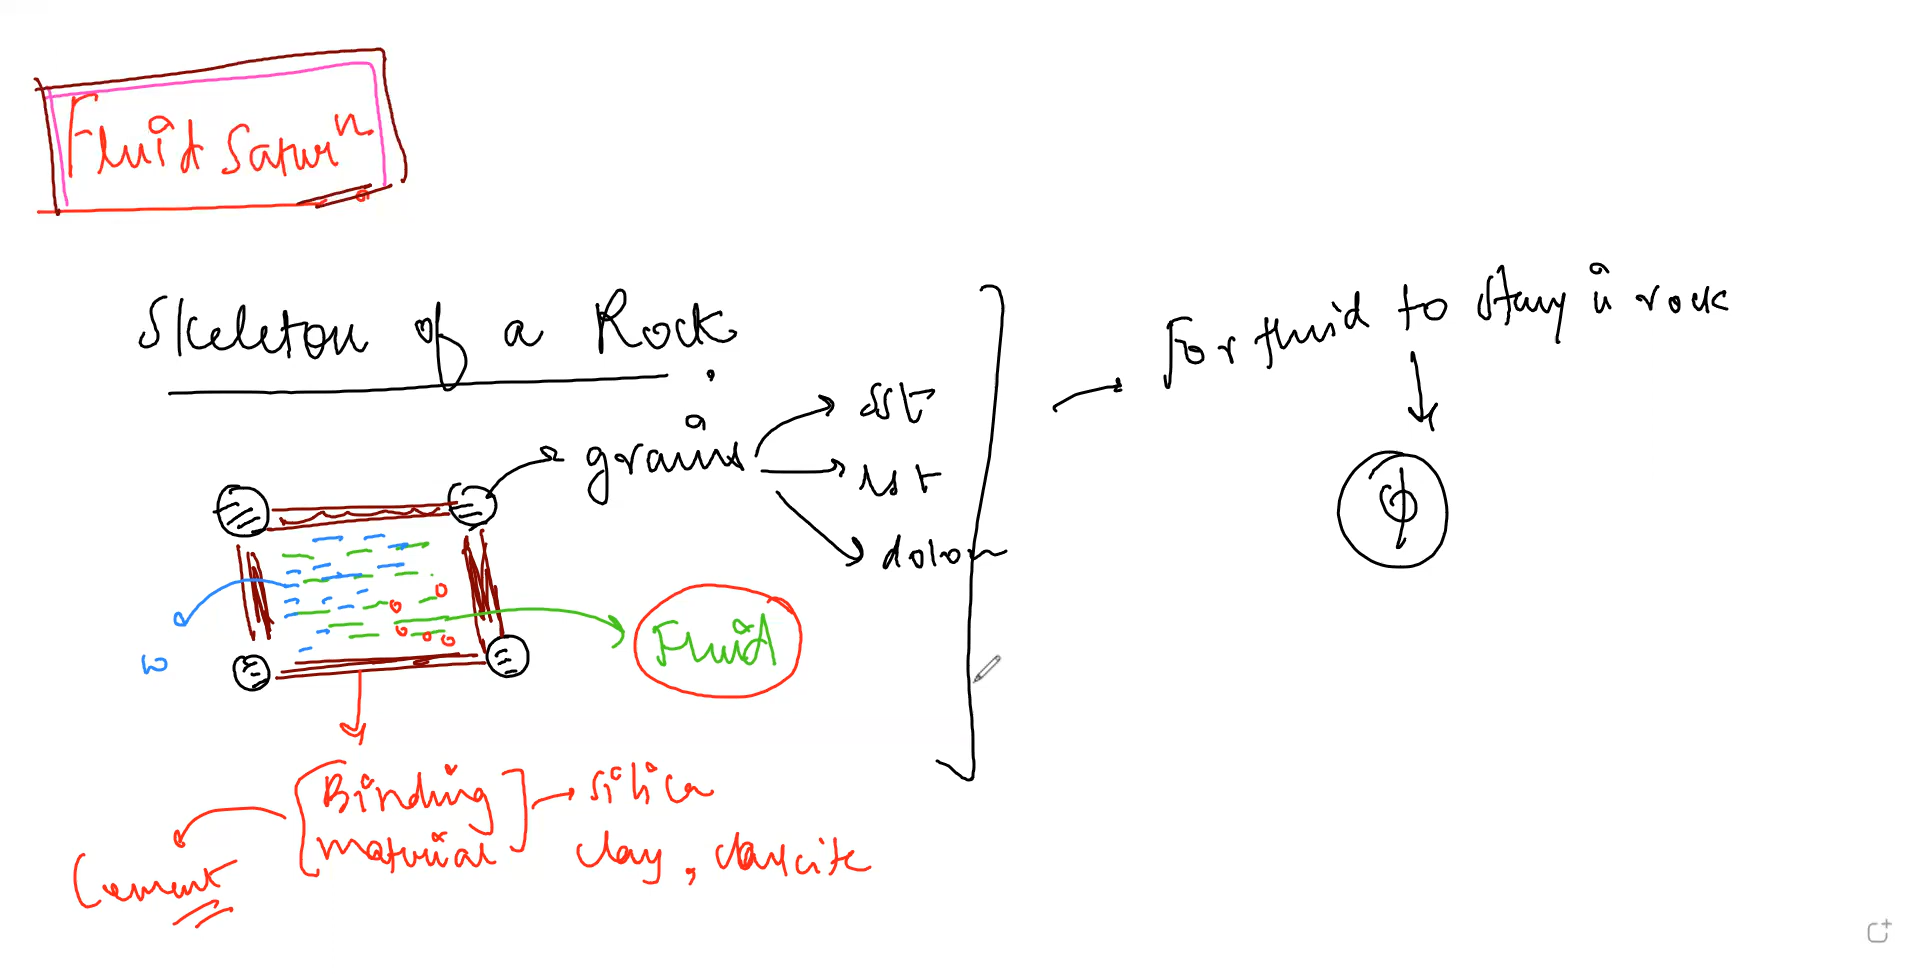 Fluid Satur^n
Skeleton of a Rock
For fluid to stay in rock
grains
sst
lst
dolom
ϕ
w
Fluid
Binding
material
silica
clay, calcite
Cement